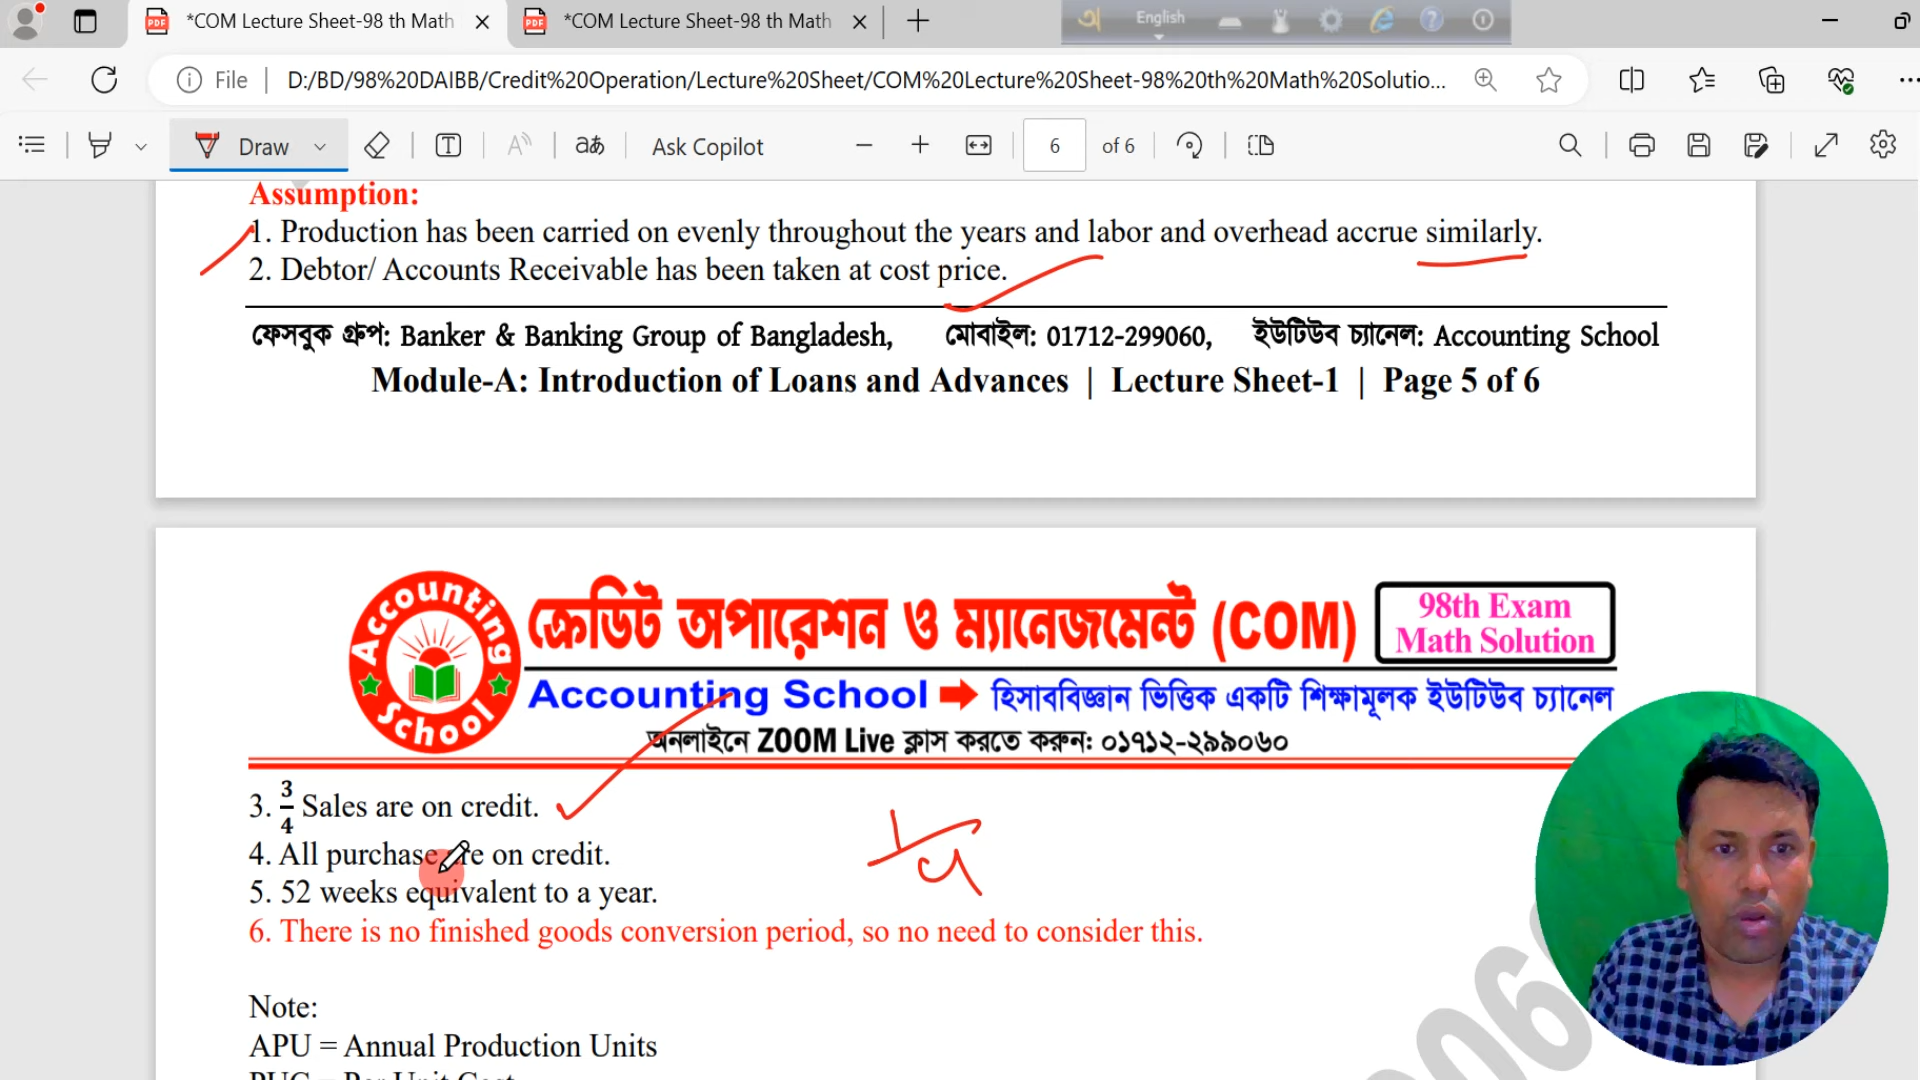 *COM Lecture Sheet-98 th Math
*COM Lecture Sheet-98 th Math
English
File
D:/BD/98%20DAIBB/Credit%20Operation/Lecture%20Sheet/COM%20Lecture%20Sheet-98%20th%20Math%20Solutio...
Draw
Ask Copilot
6 of 6
Assumption:
1. Production has been carried on evenly throughout the years and labor and overhead accrue similarly.
2. Debtor/ Accounts Receivable has been taken at cost price.
ফেসবুক গ্রুপ: Banker & Banking Group of Bangladesh, মোবাইল: 01712-299060, ইউটিউব চ্যানেল: Accounting School
Module-A: Introduction of Loans and Advances | Lecture Sheet-1 | Page 5 of 6
Accounting School
ক্রেডিট অপারেশন ও ম্যানেজমেন্ট (COM)
98th Exam
Math Solution
Accounting School ➡ হিসাববিজ্ঞান ভিত্তিক একটি শিক্ষামূলক ইউটিউব চ্যানেল
অনলাইনে ZOOM Live ক্লাস করতে করুন: ০১৭১২-২৯৯০৬০
3. 3/4 Sales are on credit.
4. All purchase are on credit.
5. 52 weeks equivalent to a year.
6. There is no finished goods conversion period, so no need to consider this.
Note:
APU = Annual Production Units